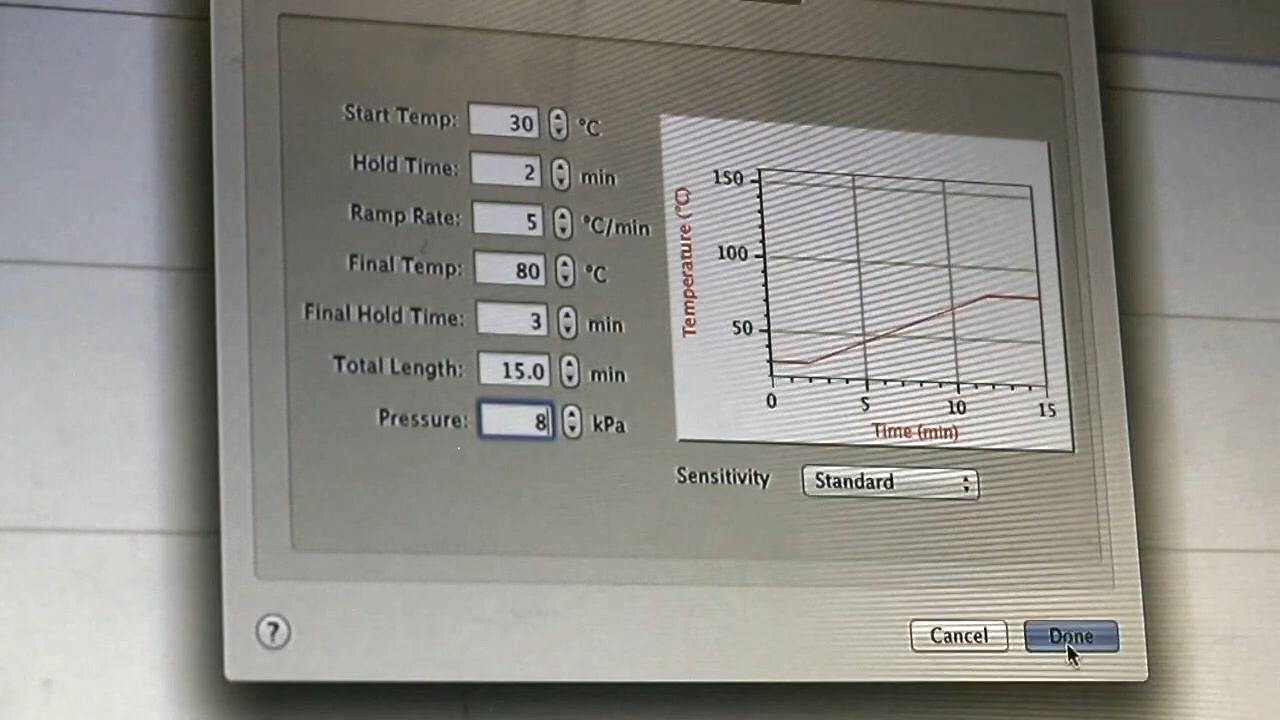 Start Temp: 30 °C
Hold Time: 2 min
Ramp Rate: 5 °C/min
Final Temp: 80 °C
Final Hold Time: 3 min
Total Length: 15.0 min
Pressure: 8 kPa
Temperature (°C)
150
100
50
0 5 10 15
Time (min)
Sensitivity Standard
? Cancel Done